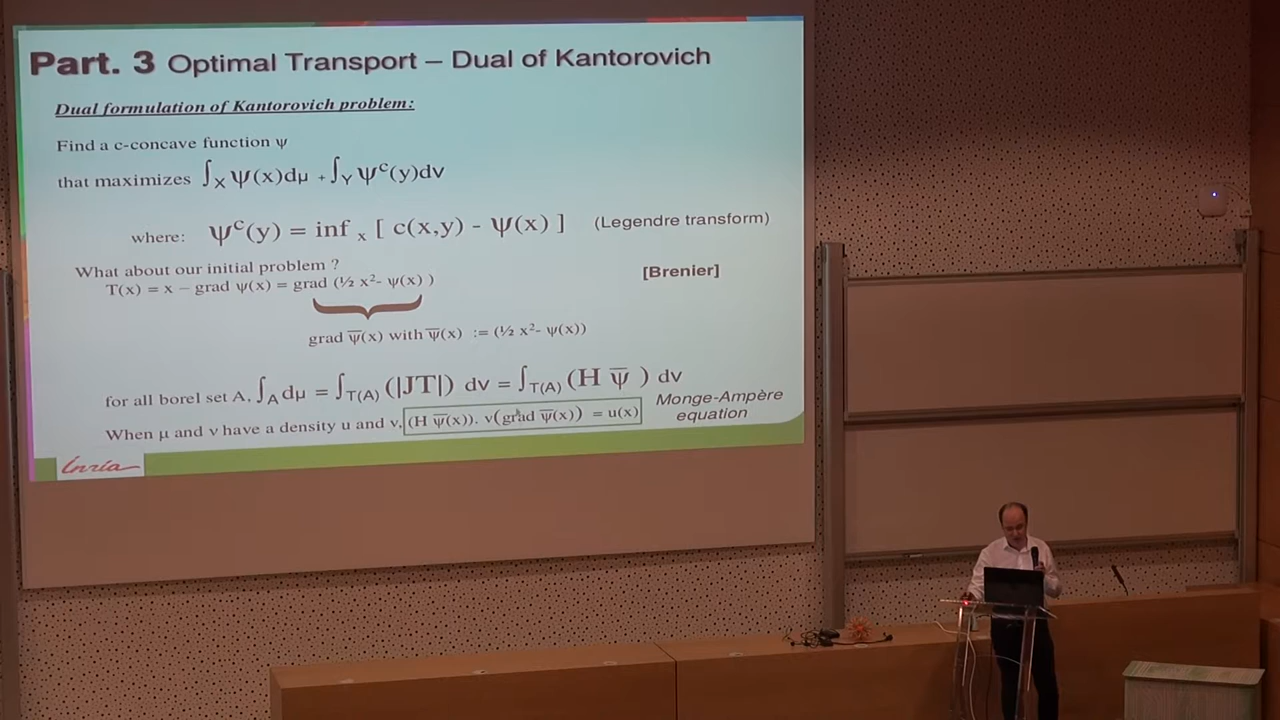 Part. 3 Optimal Transport – Dual of Kantorovich
Dual formulation of Kantorovich problem:
Find a c-concave function ψ
that maximizes ∫X ψ(x)dμ + ∫Y ψᶜ(y)dν
where: ψᶜ(y) = inf x [ c(x,y) - ψ(x) ] (Legendre transform)
What about our initial problem ?
[Brenier]
T(x) = x – grad ψ(x) = grad (½ x²- ψ(x) )
grad ψ̅(x) with ψ̅(x) := (½ x²- ψ(x))
for all borel set A, ∫A dμ = ∫T(A) (|JT|) dν = ∫T(A) (H ψ̅ ) dν
When μ and ν have a density u and v, (H ψ̅(x)). v(grad ψ̅(x)) = u(x)
Monge-Ampère
equation
Inria